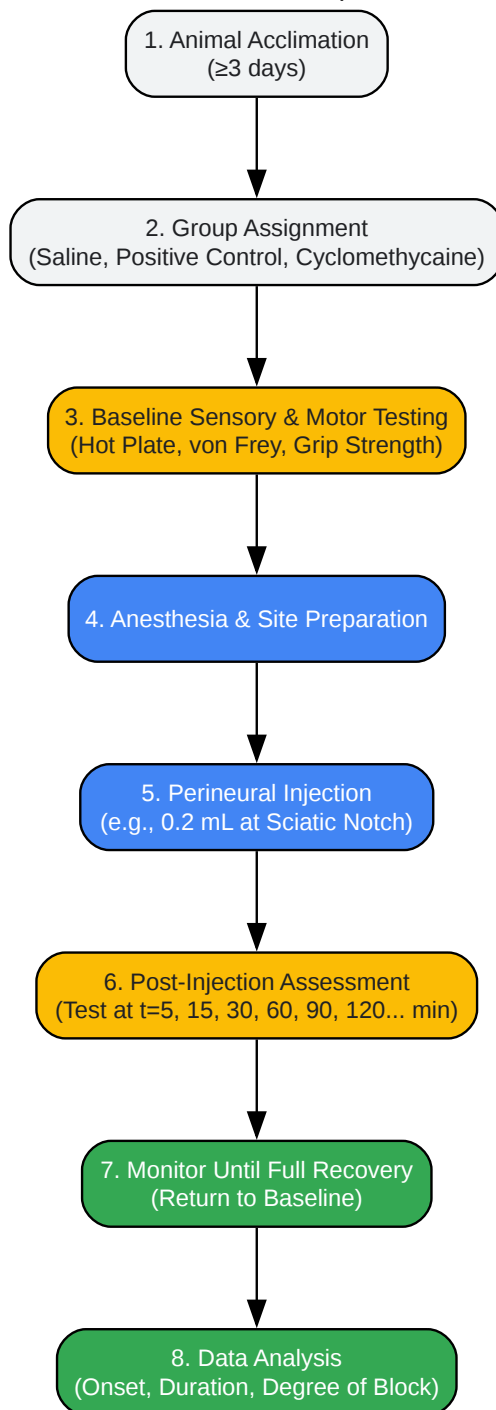 1. Animal Acclimation
(≥3 days)
2. Group Assignment
(Saline, Positive Control, Cyclomethycaine)
3. Baseline Sensory & Motor Testing
(Hot Plate, von Frey, Grip Strength)
4. Anesthesia & Site Preparation
5. Perineural Injection
(e.g., 0.2 mL at Sciatic Notch)
6. Post-Injection Assessment
(Test at t=5, 15, 30, 60, 90, 120... min)
7. Monitor Until Full Recovery
(Return to Baseline)
8. Data Analysis
(Onset, Duration, Degree of Block)